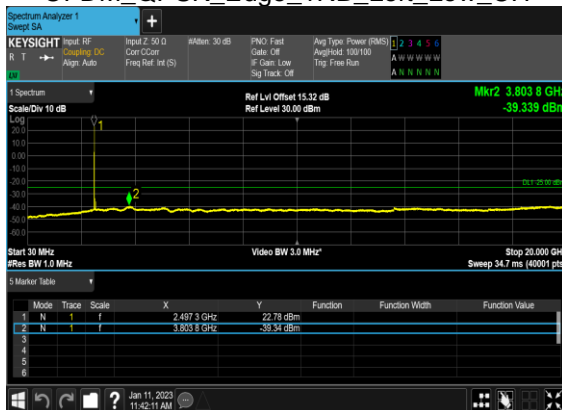 Spectrum Analyzer 1
Swept SA
KEYSIGHT Input: RF Input Z: 50 Ω #Atten: 30 dB PNO: Fast Avg Type: Power (RMS) 1 2 3 4 5 6
R T Coupling: DC Corr CCorr Gate: Off Avg|Hold: 100/100 A W W W W W
Align: Auto Freq Ref: Int (S) IF Gain: Low Trig: Free Run
Sig Track: Off A N N N N N
1 Spectrum Ref Lvl Offset 15.32 dB Mkr2 3.803 8 GHz
Scale/Div 10 dB Ref Level 30.00 dBm -39.339 dBm
Log
20.0
10.0
0.00
-10.0
-20.0
-30.0
-40.0
-50.0
-60.0
1
2
Start 30 MHz Video BW 3.0 MHz* Stop 20.000 GH
#Res BW 1.0 MHz Sweep 34.7 ms (40001 pts
5 Marker Table
Mode Trace Scale X Y Function Function Width Function Value
1 N 1 f 2.497 3 GHz 22.78 dBm
2 N 1 f 3.803 8 GHz -39.34 dBm
3
4
5
6
Jan 11, 2023
11:42:11 AM